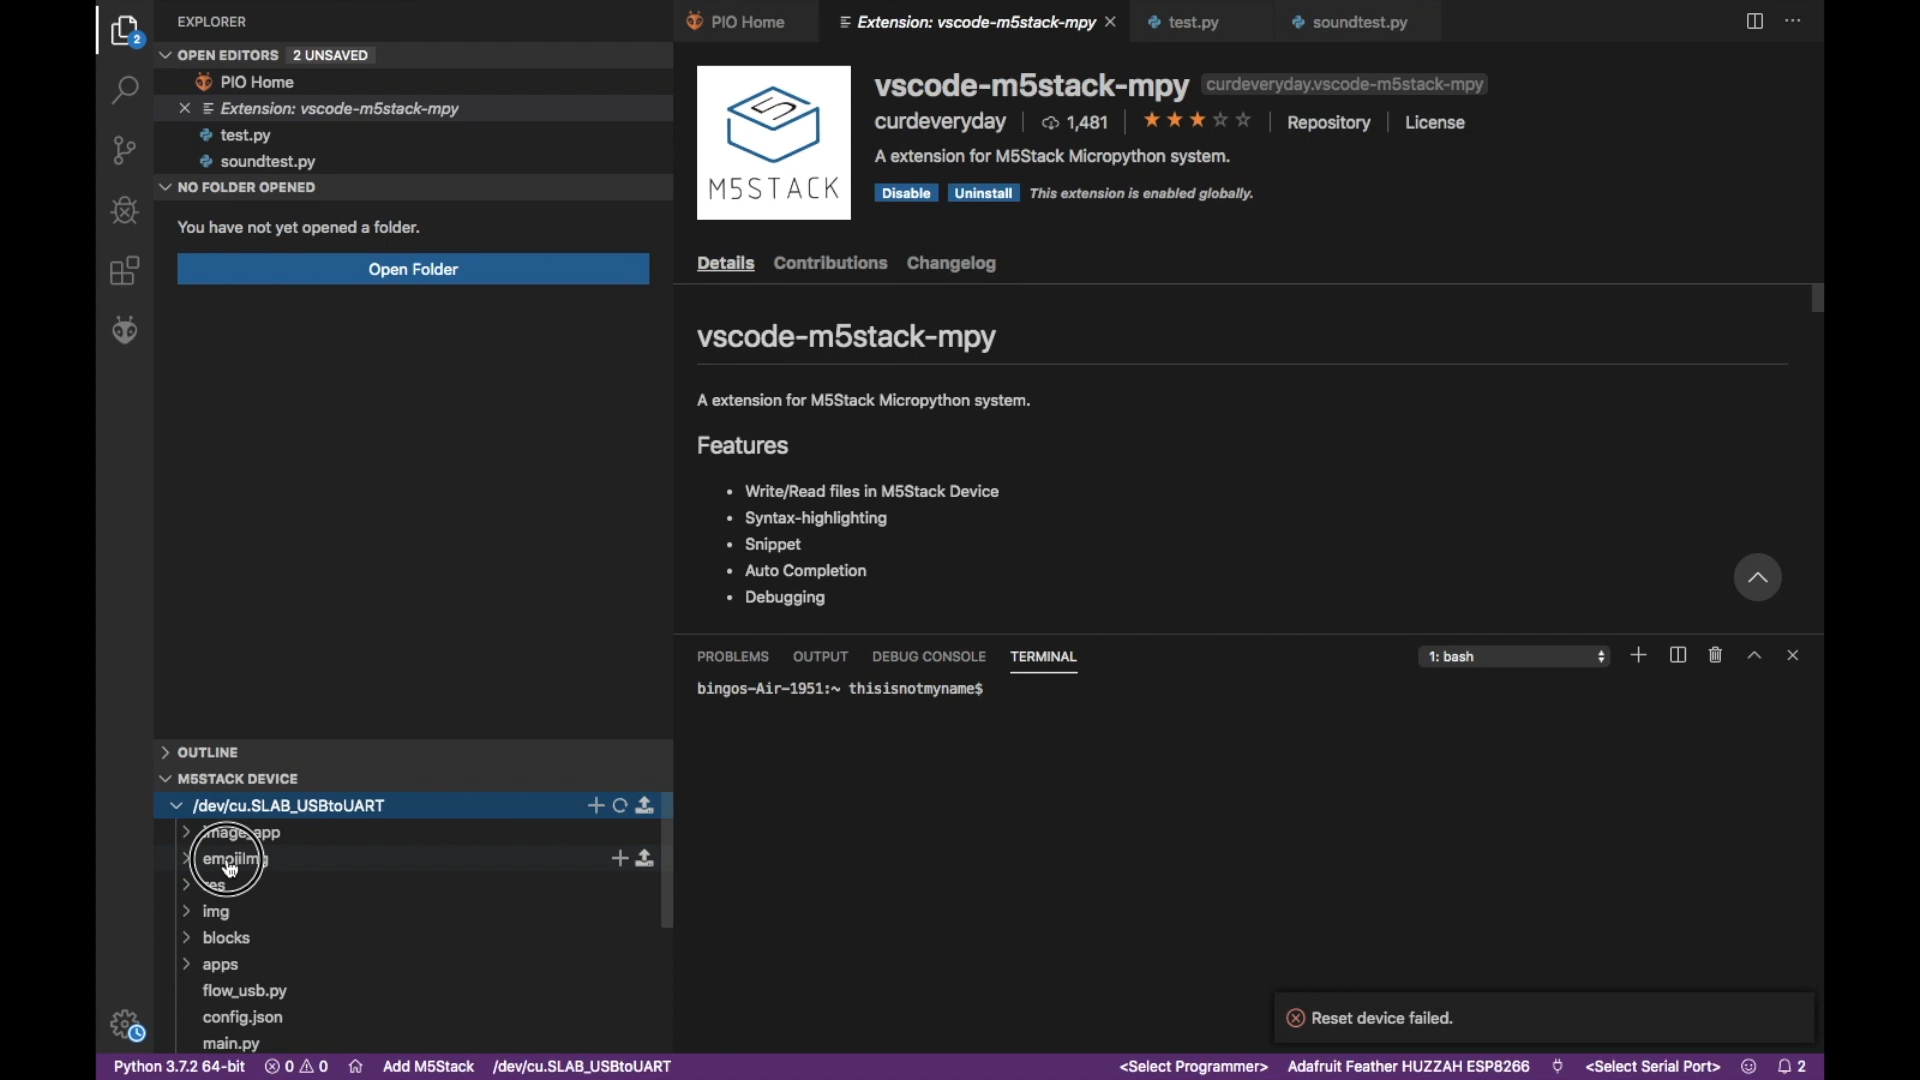 EXPLORER
OPEN EDITORS 2 UNSAVED
PIO Home
Extension: vscode-m5stack-mpy
test.py
soundtest.py
NO FOLDER OPENED
You have not yet opened a folder.
Open Folder
OUTLINE
M5STACK DEVICE
/dev/cu.SLAB_USBtoUART
image_app
emojiImg
res
img
blocks
apps
flow_usb.py
config.json
main.py
2
PIO Home
Extension: vscode-m5stack-mpy
test.py
soundtest.py
M5STACK
vscode-m5stack-mpy curdeveryday.vscode-m5stack-mpy
curdeveryday 1,481 Repository License
A extension for M5Stack Micropython system.
Disable Uninstall This extension is enabled globally.
Details Contributions Changelog
vscode-m5stack-mpy
A extension for M5Stack Micropython system.
Features
• Write/Read files in M5Stack Device
• Syntax-highlighting
• Snippet
• Auto Completion
• Debugging
PROBLEMS OUTPUT DEBUG CONSOLE TERMINAL 1: bash
bingos-Air-1951:~ thisisnotmyname$
Reset device failed.
Python 3.7.2 64-bit 0 0 Add M5Stack /dev/cu.SLAB_USBtoUART <Select Programmer> Adafruit Feather HUZZAH ESP8266 <Select Serial Port> 2